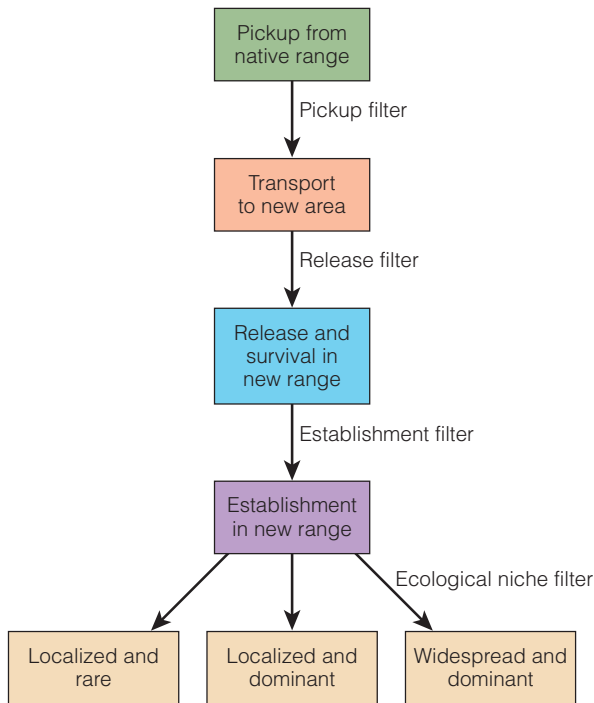 Pickup from
native range
Pickup filter
Transport
to new area
Release filter
Release and
survival in
new range
Establishment filter
Establishment
in new range
Ecological niche filter
Localized and
rare
Localized and
dominant
Widespread and
dominant